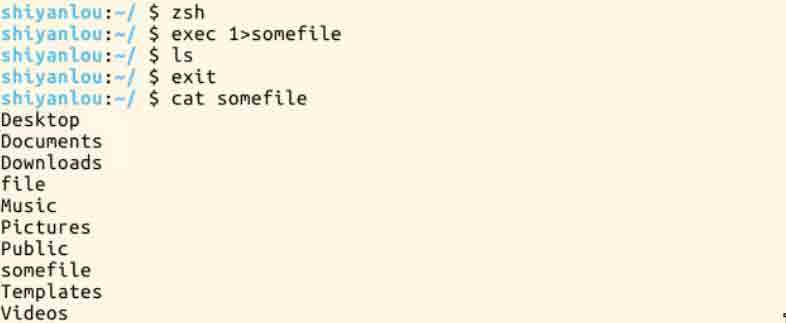 shiyanlou:~/ $ zsh
shiyanlou:~/ $ exec 1>somefile
shiyanlou:~/ $ ls
shiyanlou:~/ $ exit
shiyanlou:~/ $ cat somefile
Desktop
Documents
Downloads
file
Music
Pictures
Public
somefile
Templates
Videos